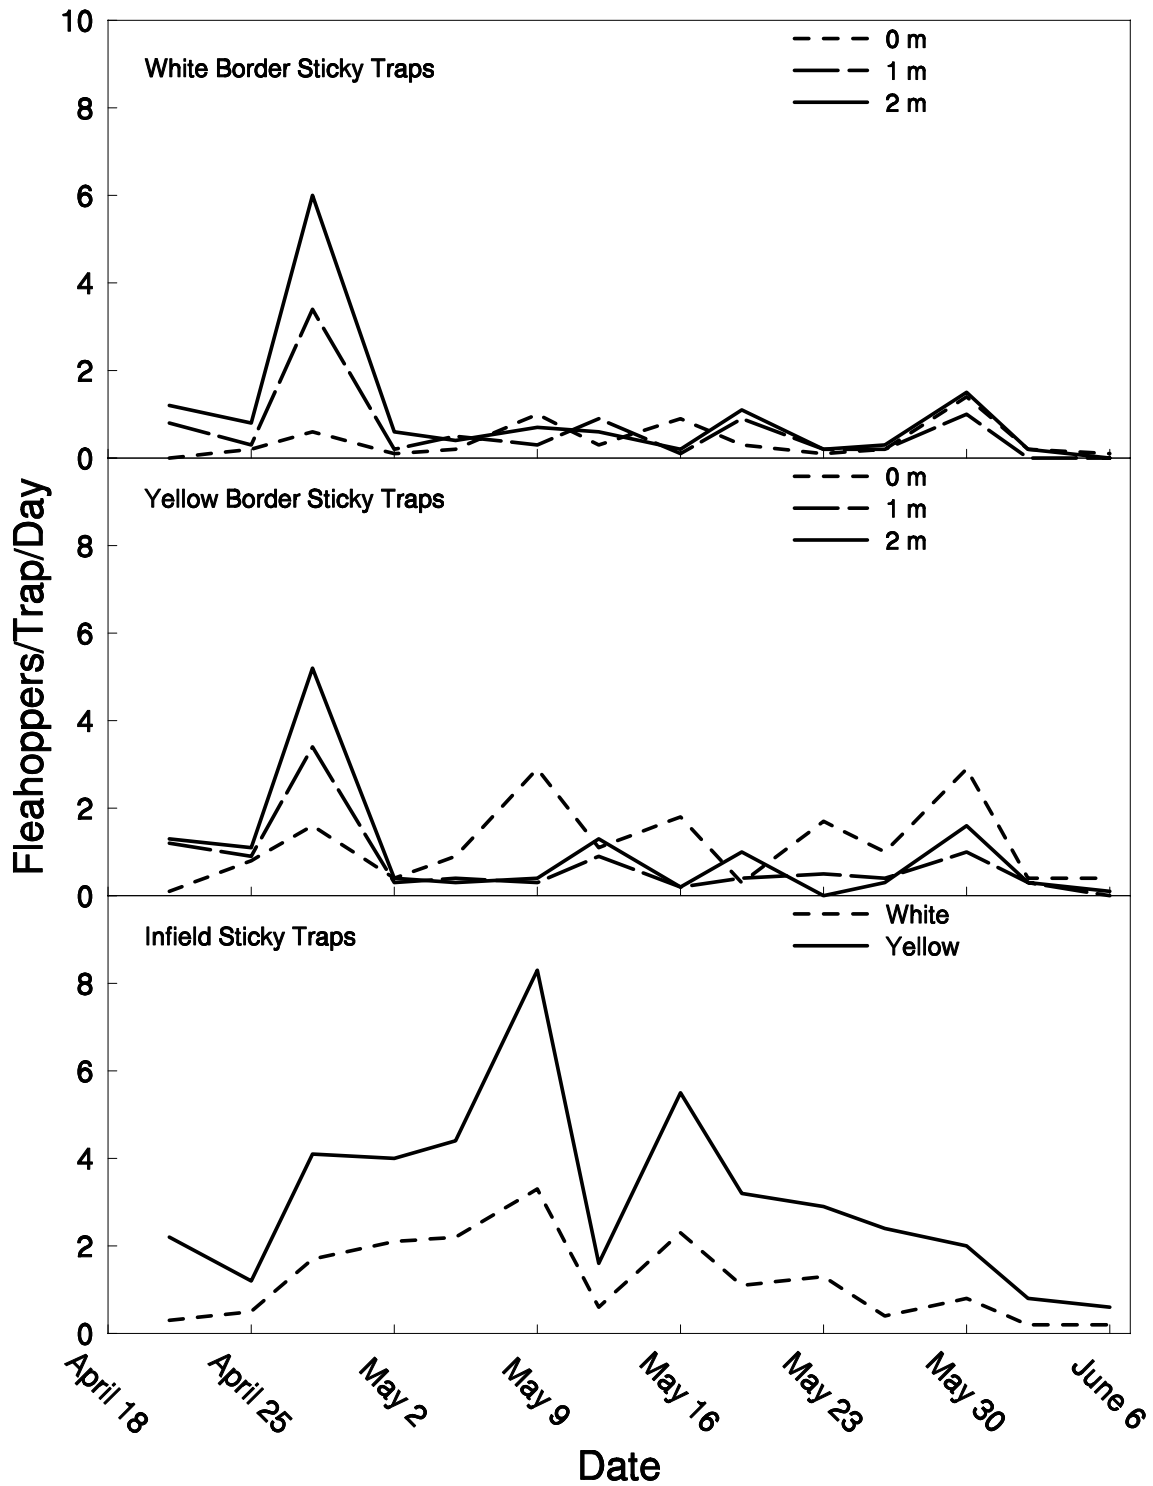 10
White Border Sticky Traps
0 m
1 m
2 m
8
6
4
2
0
Yellow Border Sticky Traps
0 m
1 m
2 m
8
6
4
2
0
Infield Sticky Traps
White
Yellow
8
6
4
2
0
Fleahoppers/Trap/Day
April 18
April 25
May 2
May 9
May 16
May 23
May 30
June 6
Date